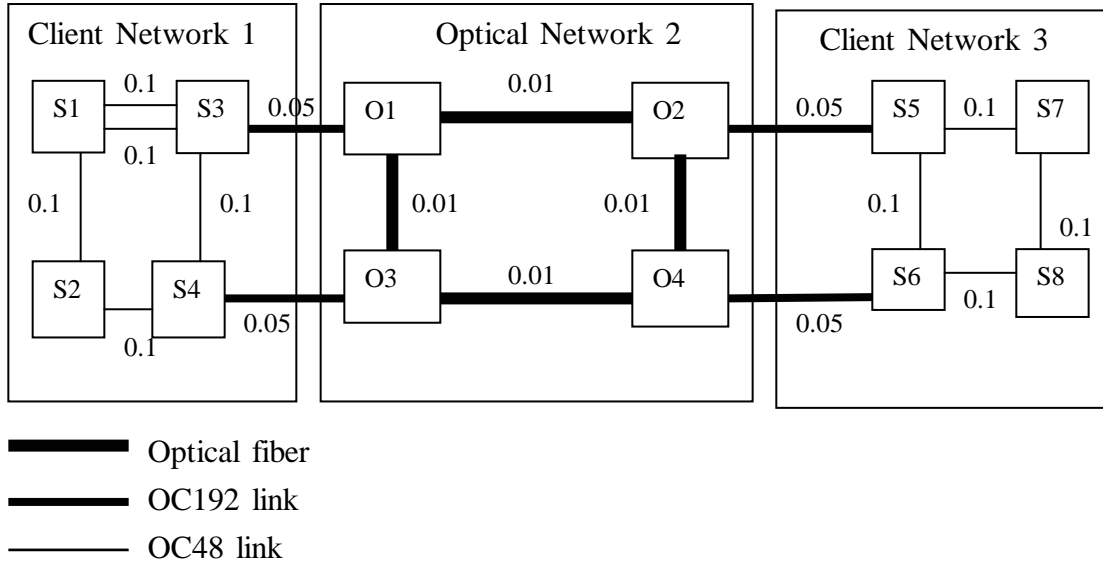 Client Network 1
Optical Network 2
Client Network 3
0.1
0.01
S1
S3
0.05
O1
O2
0.05
S5
0.1
S7
0.1
0.1
0.1
0.01
0.01
0.1
0.1
S2
S4
O3
0.01
O4
S6
S8
0.1
0.05
0.05
0.1
Optical fiber
OC192 link
OC48 link